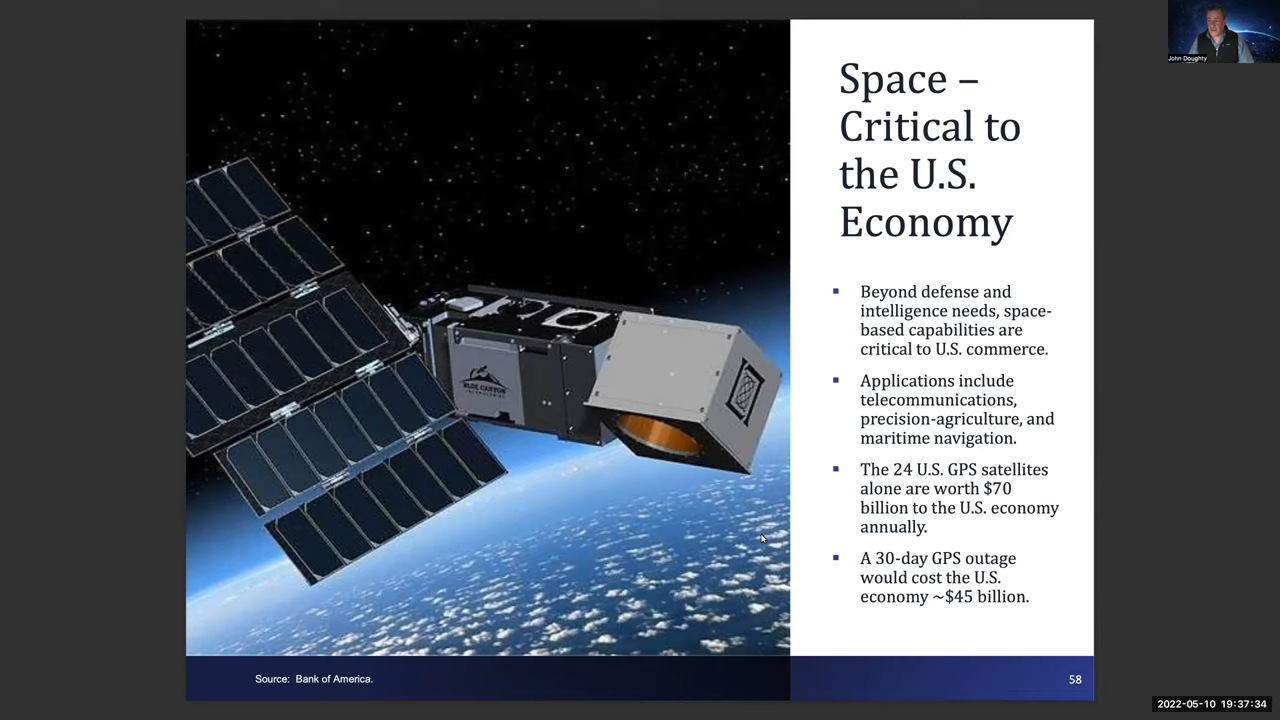 John Doughty
Space –
Critical to
the U.S.
Economy
▪ Beyond defense and
intelligence needs, space-
based capabilities are
critical to U.S. commerce.
▪ Applications include
telecommunications,
precision-agriculture, and
maritime navigation.
▪ The 24 U.S. GPS satellites
alone are worth $70
billion to the U.S. economy
annually.
▪ A 30-day GPS outage
would cost the U.S.
economy ~$45 billion.
BLUE CANYON
TECHNOLOGIES
Source:  Bank of America.
58
2022-05-10 19:37:34